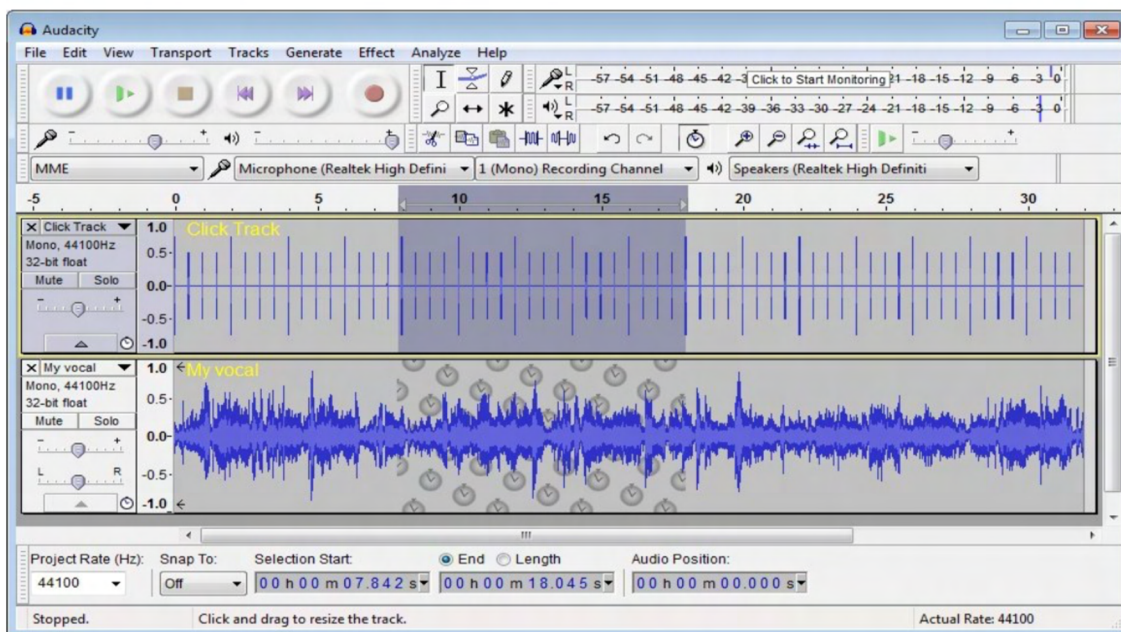 Audacity
File Edit View Transport Tracks Generate Effect Analyze Help
L R -57 -54 -51 -48 -45 -42 -3 Click to Start Monitoring 21 -18 -15 -12 -9 -6 -3 0
L R -57 -54 -51 -48 -45 -42 -39 -36 -33 -30 -27 -24 -21 -18 -15 -12 -9 -6 -3 0
- + - + - +
MME Microphone (Realtek High Defini 1 (Mono) Recording Channel Speakers (Realtek High Definiti
-5 0 5 10 15 20 25 30
X Click Track 1.0 Click Track
Mono, 44100Hz
32-bit float 0.5
Mute Solo 0.0
- +
-0.5
-1.0
X My vocal 1.0 My vocal
Mono, 44100Hz
32-bit float 0.5
Mute Solo
- + 0.0
L R -0.5
-1.0
Project Rate (Hz): Snap To: Selection Start: End Length Audio Position:
44100 Off 00 h 00 m 07.842 s 00 h 00 m 18.045 s 00 h 00 m 00.000 s
Stopped. Click and drag to resize the track. Actual Rate: 44100